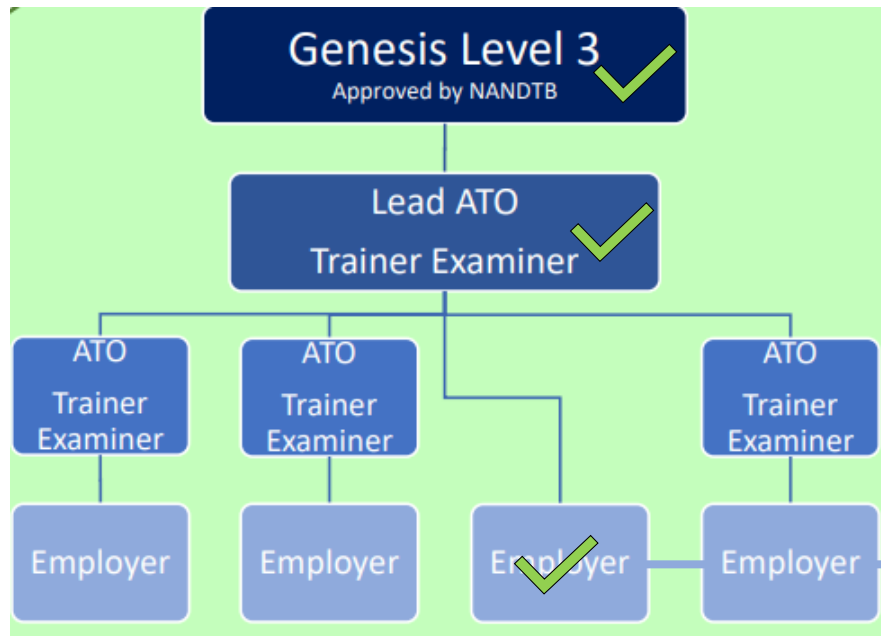 Genesis Level 3
Approved by NANDTB
Lead ATO
Trainer Examiner
ATO
Trainer
Examiner
ATO
Trainer
Examiner
ATO
Trainer
Examiner
Employer
Employer
Employer
Employer